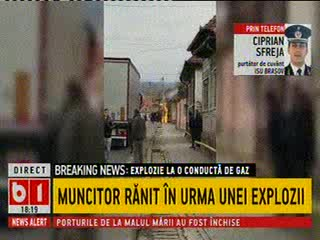 PRIN TELEFON
CIPRIAN
SFREJA
purtător de cuvânt
ISU BRAȘOV
DIRECT
BREAKING NEWS: EXPLOZIE LA O CONDUCTĂ DE GAZ
B1
MUNCITOR RĂNIT ÎN URMA UNEI EXPLOZII
18:19
NEWS ALERT
PORTURILE DE LA MALUL MĂRII AU FOST ÎNCHISE